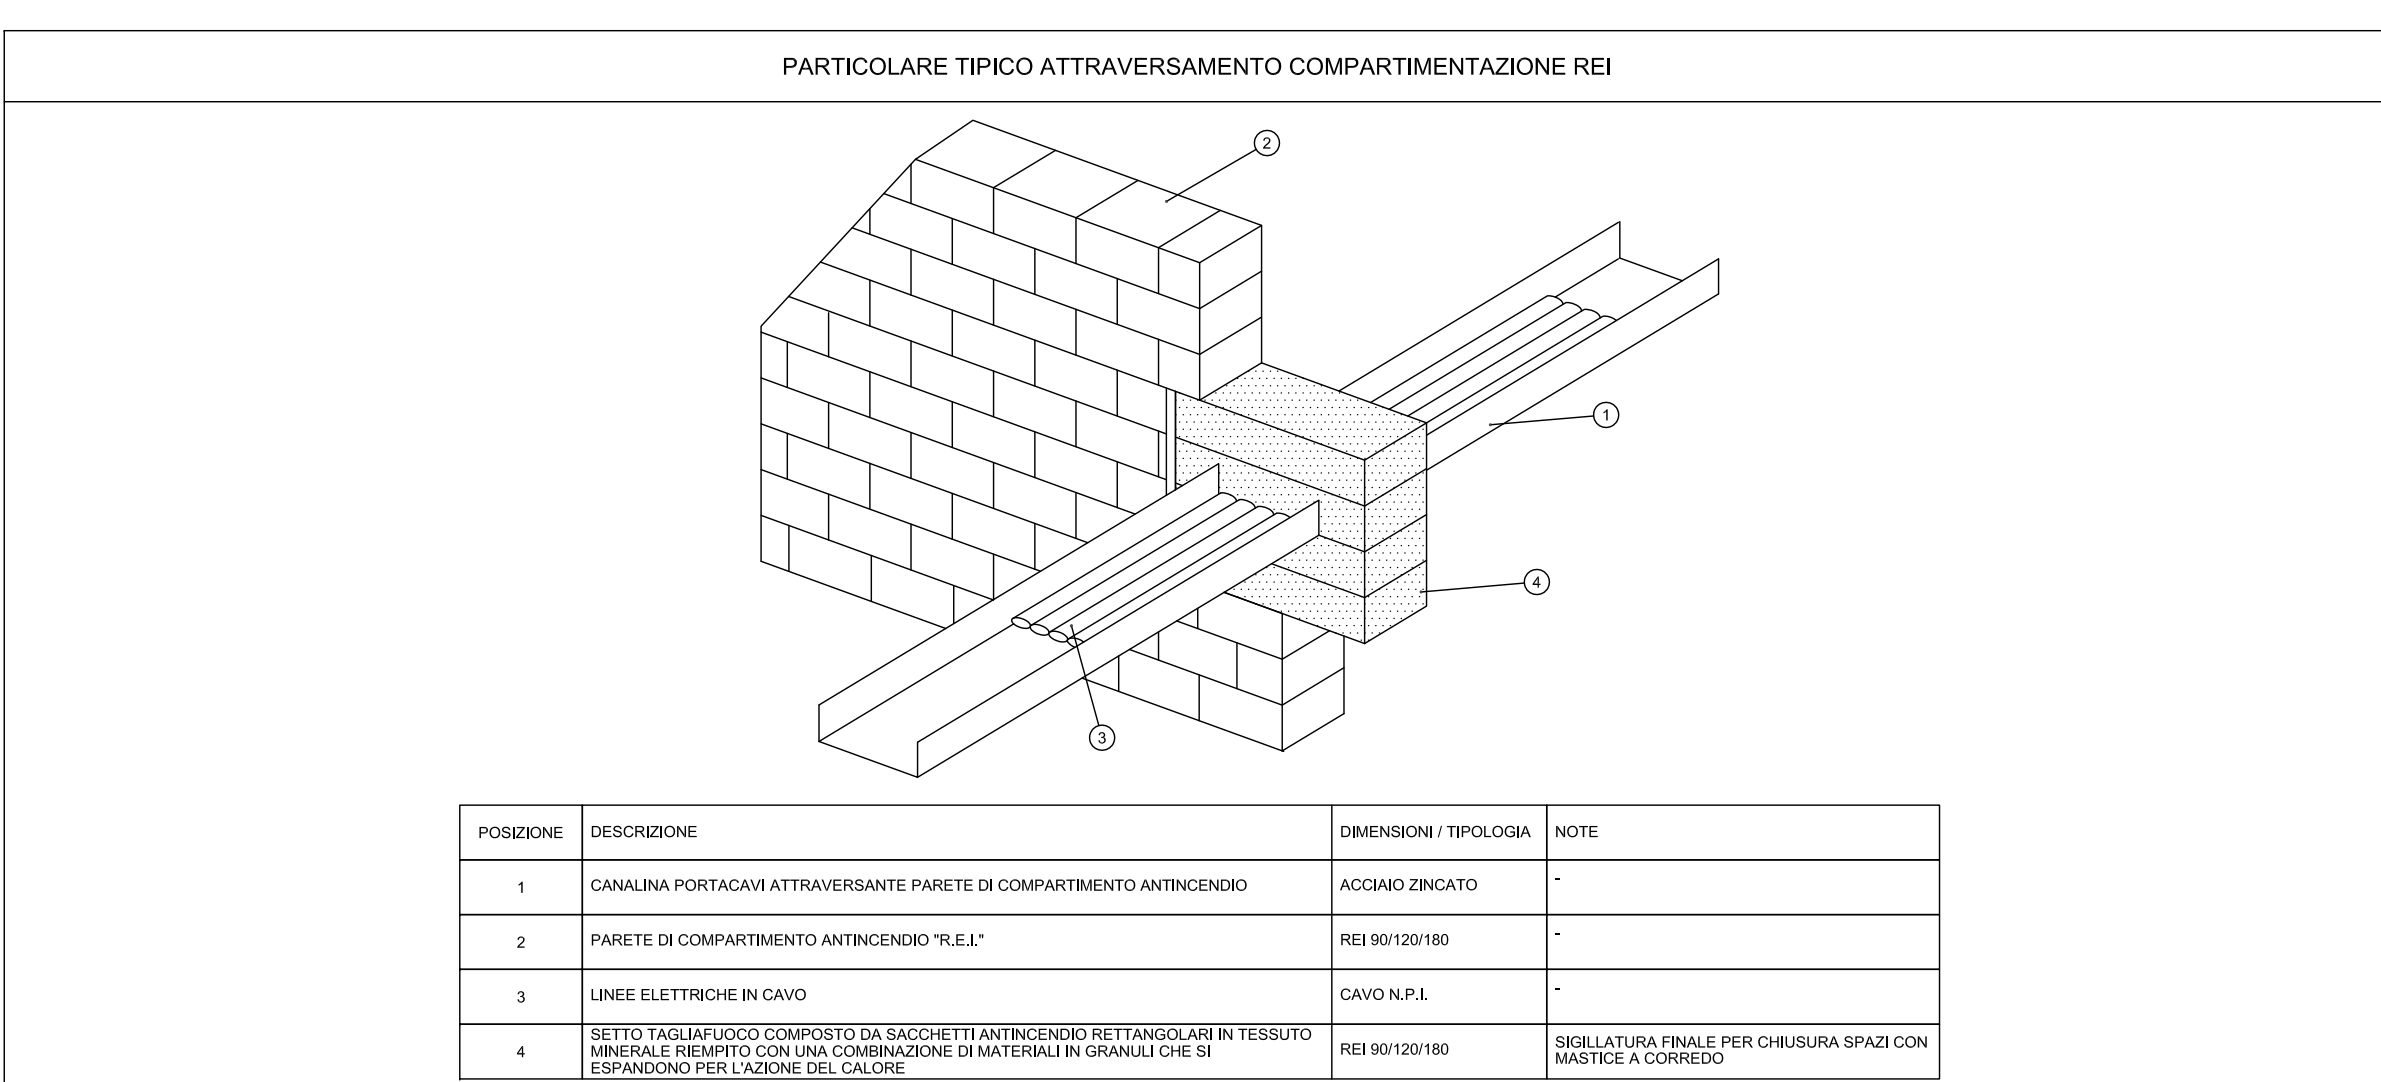 PARTICOLARE TIPICO ATTRAVERSAMENTO COMPARTIMENTAZIONE REI
2
1
4
3
POSIZIONE DESCRIZIONE DIMENSIONI / TIPOLOGIA NOTE
1 CANALINA PORTACAVI ATTRAVERSANTE PARETE DI COMPARTIMENTO ANTINCENDIO ACCIAIO ZINCATO -
2 PARETE DI COMPARTIMENTO ANTINCENDIO "R.E.I." REI 90/120/180 -
3 LINEE ELETTRICHE IN CAVO CAVO N.P.I. -
4 SETTO TAGLIAFUOCO COMPOSTO DA SACCHETTI ANTINCENDIO RETTANGOLARI IN TESSUTO
MINERALE RIEMPITO CON UNA COMBINAZIONE DI MATERIALI IN GRANULI CHE SI
ESPANDONO PER L'AZIONE DEL CALORE
REI 90/120/180
SIGILLATURA FINALE PER CHIUSURA SPAZI CON
MASTICE A CORREDO